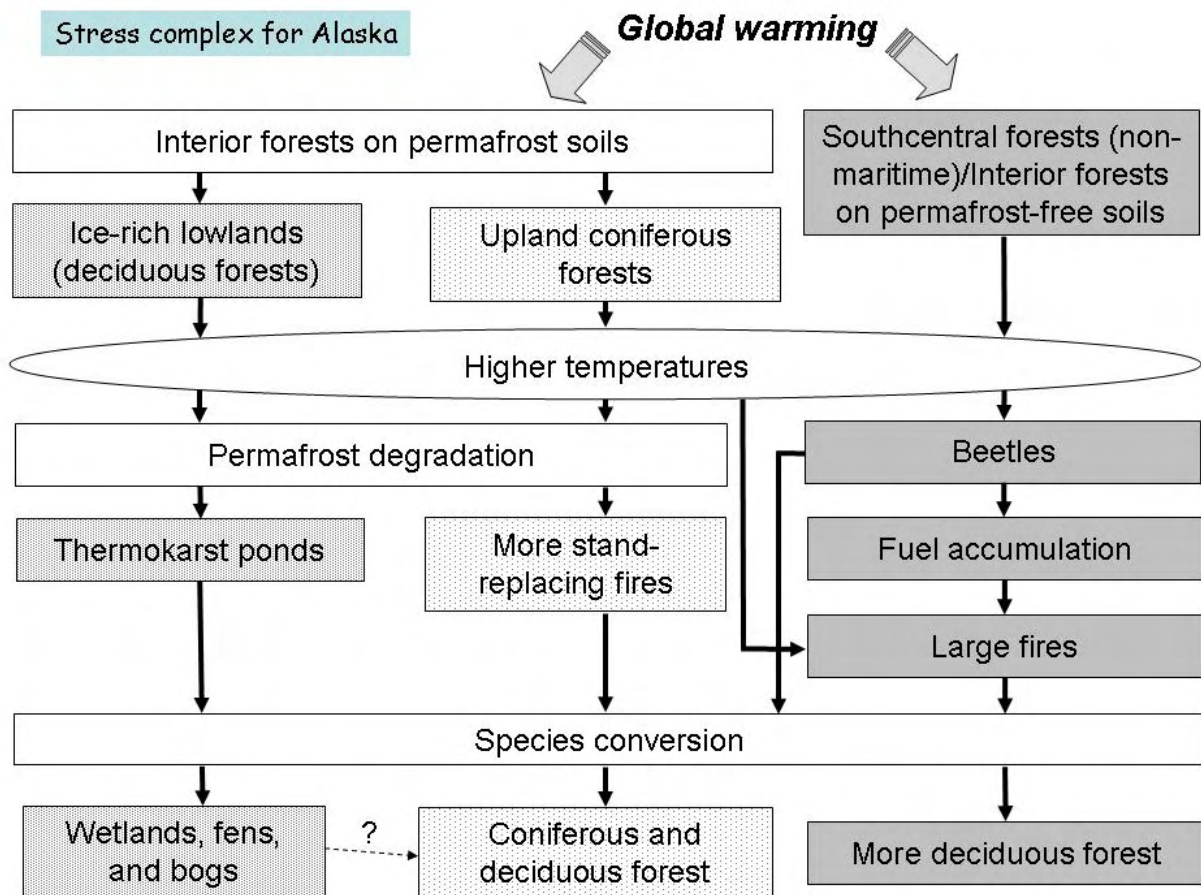 Stress complex for Alaska
Global warming
Interior forests on permafrost soils
Southcentral forests (non-
maritime)/Interior forests
on permafrost-free soils
Ice-rich lowlands
(deciduous forests)
Upland coniferous
forests
Higher temperatures
Permafrost degradation
Beetles
Thermokarst ponds
More stand-
replacing fires
Fuel accumulation
Large fires
Species conversion
Wetlands, fens,
and bogs
?
Coniferous and
deciduous forest
More deciduous forest